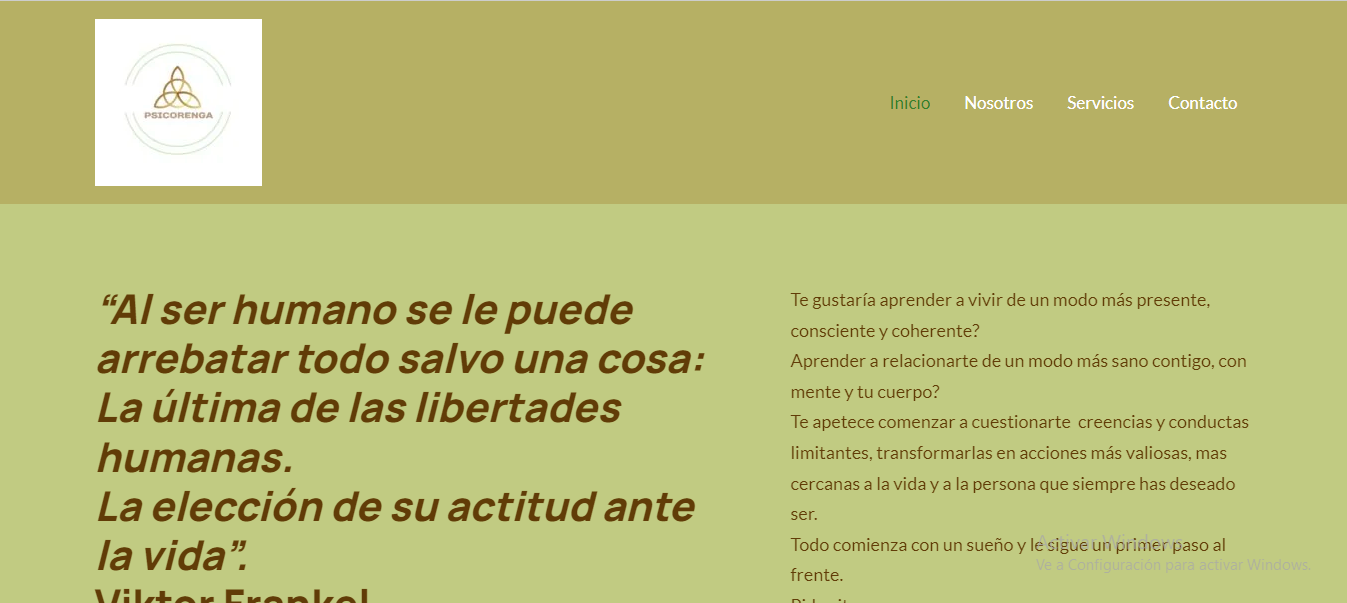 PSICORENGA
Inicio Nosotros Servicios Contacto
“Al ser humano se le puede
arrebatar todo salvo una cosa:
La última de las libertades
humanas.
La elección de su actitud ante
la vida”.
Viktor Frankel
Te gustaría aprender a vivir de un modo más presente,
consciente y coherente?
Aprender a relacionarte de un modo más sano contigo, con
mente y tu cuerpo?
Te apetece comenzar a cuestionarte  creencias y conductas
limitantes, transformarlas en acciones más valiosas, mas
cercanas a la vida y a la persona que siempre has deseado
ser.
Todo comienza con un sueño y le sigue un primer paso al
frente.
Activar Windows
Ve a Configuración para activar Windows.